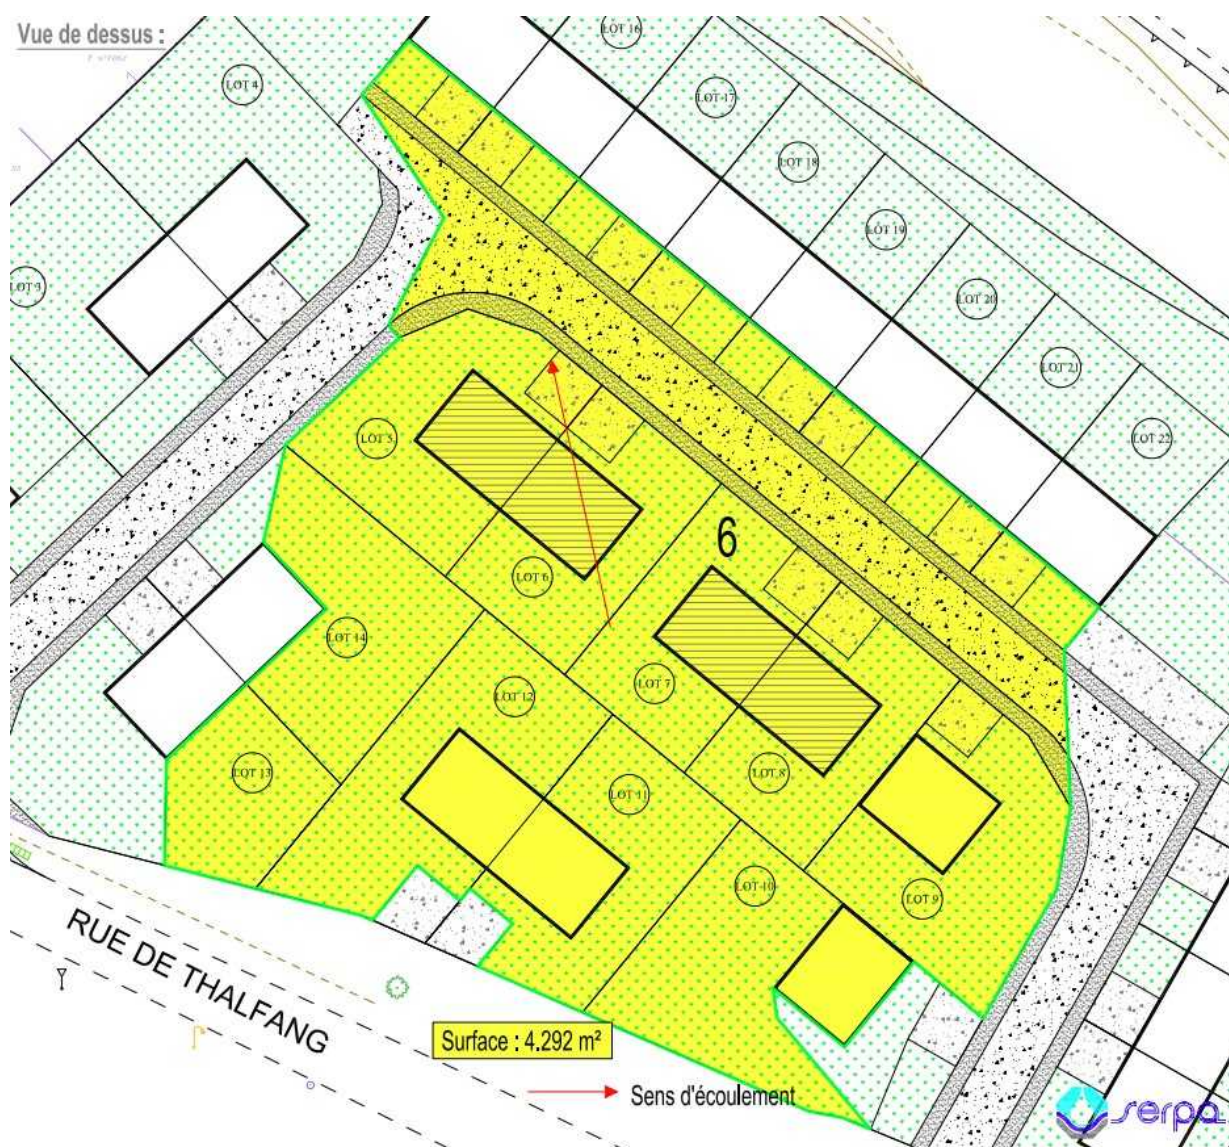 Vue de dessus :
LOT 16
LOT 4
LOT 17
LOT 18
LOT 19
LOT 3
LOT 20
LOT 21
LOT 5
LOT 22
6
LOT 6
LOT 14
LOT 7
LOT 12
LOT 13
LOT 8
LOT 11
LOT 10
LOT 9
RUE DE THALFANG
Surface : 4.292 m²
Sens d'écoulement
serpa